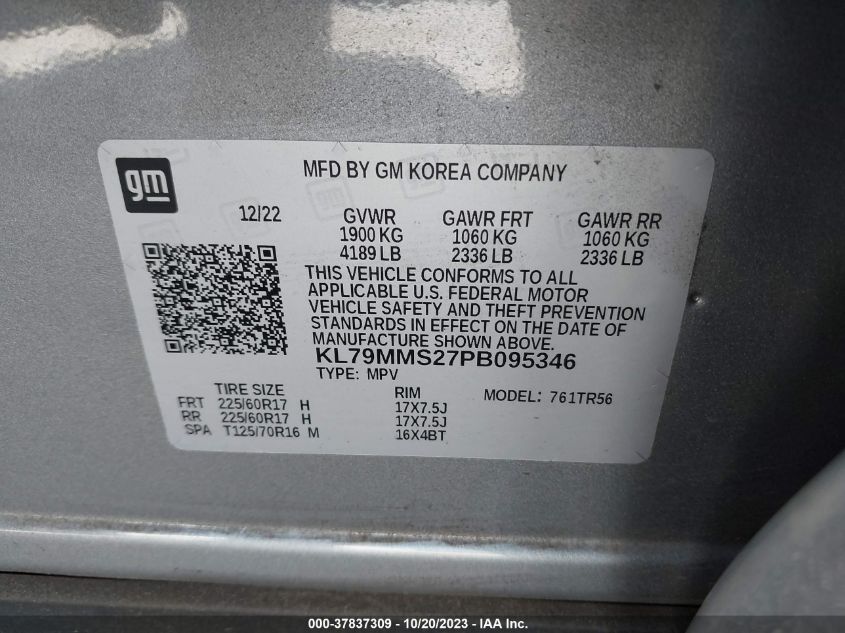 gm
MFD BY GM KOREA COMPANY
12/22 GVWR GAWR FRT GAWR RR
1900 KG 1060 KG 1060 KG
4189 LB 2336 LB 2336 LB
THIS VEHICLE CONFORMS TO ALL
APPLICABLE U.S. FEDERAL MOTOR
VEHICLE SAFETY AND THEFT PREVENTION
STANDARDS IN EFFECT ON THE DATE OF
MANUFACTURE SHOWN ABOVE.
KL79MMS27PB095346
TYPE: MPV
TIRE SIZE RIM MODEL: 761TR56
FRT 225/60R17 H 17X7.5J
RR 225/60R17 H 17X7.5J
SPA T125/70R16 M 16X4BT
000-37837309 - 10/20/2023 - IAA Inc.